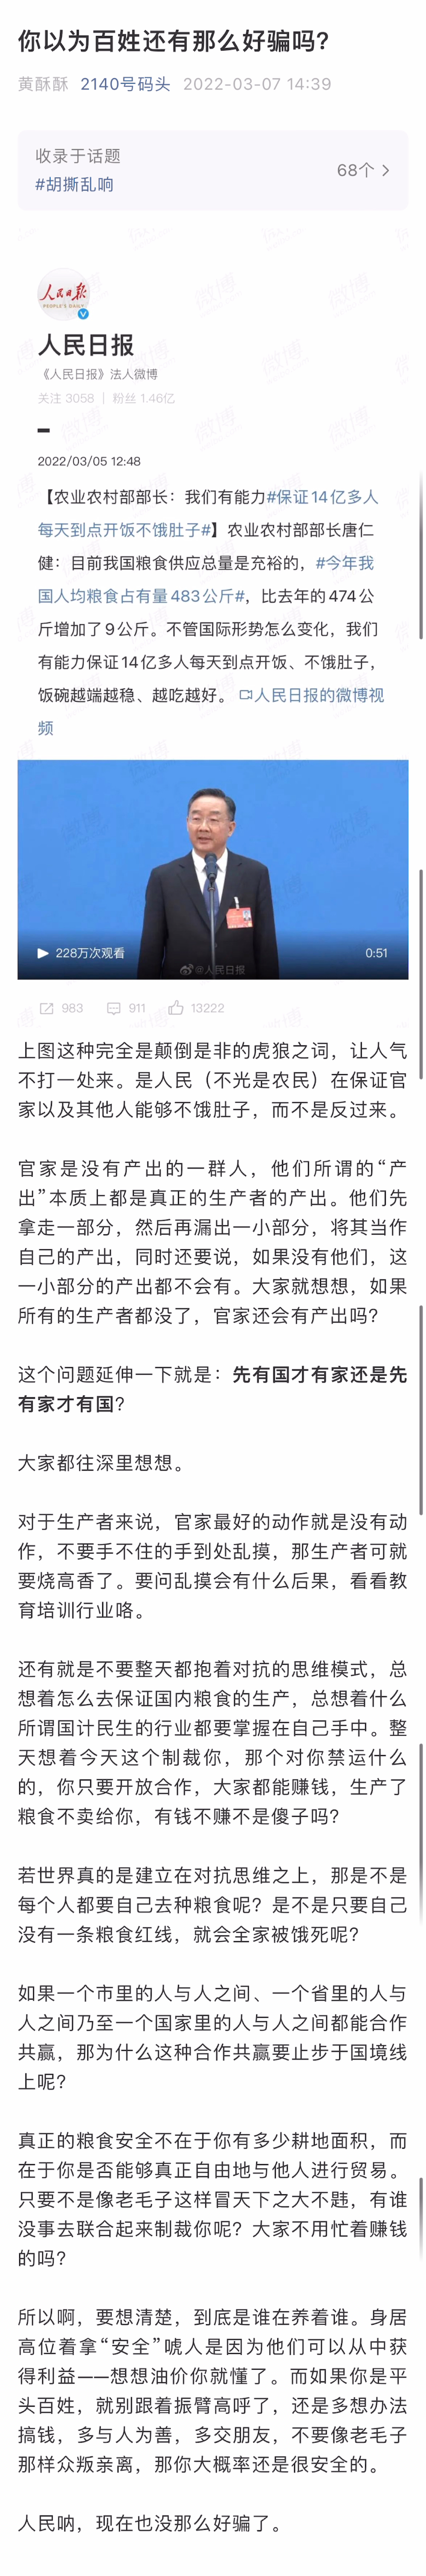 你以为百姓还有那么好骗吗?
黄酥酥 2140号码头 2022-03-07 14:39
收录于话题
#胡撕乱响
68个
人民日报
PEOPLE'S DAILY
人民日报
《人民日报》法人微博
关注 3058 | 粉丝 1.46亿
2022/03/05 12:48
【农业农村部部长：我们有能力#保证14亿多人
每天到点开饭不饿肚子#】农业农村部部长唐仁
健：目前我国粮食供应总量是充裕的，#今年我
国人均粮食占有量483公斤#，比去年的474公
斤增加了9公斤。不管国际形势怎么变化，我们
有能力保证14亿多人每天到点开饭、不饿肚子，
饭碗越端越稳、越吃越好。 人民日报的微博视
频
228万次观看
@人民日报
0:51
983 911 13222
上图这种完全是颠倒是非的虎狼之词，让人气
不打一处来。是人民（不光是农民）在保证官
家以及其他人能够不饿肚子，而不是反过来。
官家是没有产出的一群人，他们所谓的“产
出”本质上都是真正的生产者的产出。他们先
拿走一部分，然后再漏出一小部分，将其当作
自己的产出，同时还要说，如果没有他们，这
一小部分的产出都不会有。大家就想想，如果
所有的生产者都没了，官家还会有产出吗?
这个问题延伸一下就是：先有国才有家还是先
有家才有国?
大家都往深里想想。
对于生产者来说，官家最好的动作就是没有动
作，不要手不住的手到处乱摸，那生产者可就
要烧高香了。要问乱摸会有什么后果，看看教
育培训行业咯。
还有就是不要整天都抱着对抗的思维模式，总
想着怎么去保证国内粮食的生产，总想着什么
所谓国计民生的行业都要掌握在自己手中。整
天想着今天这个制裁你，那个对你禁运什么
的，你只要开放合作，大家都能赚钱，生产了
粮食不卖给你，有钱不赚不是傻子吗?
若世界真的是建立在对抗思维之上，那是不是
每个人都要自己去种粮食呢? 是不是只要自己
没有一条粮食红线，就会全家被饿死呢?
如果一个市里的人与人之间、一个省里的人与
人之间乃至一个国家里的人与人之间都能合作
共赢，那为什么这种合作共赢要止步于国境线
上呢?
真正的粮食安全不在于你有多少耕地面积，而
在于你是否能够真正自由地与他人进行贸易。
只要不是像老毛子这样冒天下之大不韪，有谁
没事去联合起来制裁你呢? 大家不用忙着赚钱
的吗?
所以啊，要想清楚，到底是谁在养着谁。身居
高位着拿“安全”唬人是因为他们可以从中获
得利益——想想油价你就懂了。而如果你是平
头百姓，就别跟着振臂高呼了，还是多想办法
搞钱，多与人为善，多交朋友，不要像老毛子
那样众叛亲离，那你大概率还是很安全的。
人民呐，现在也没那么好骗了。